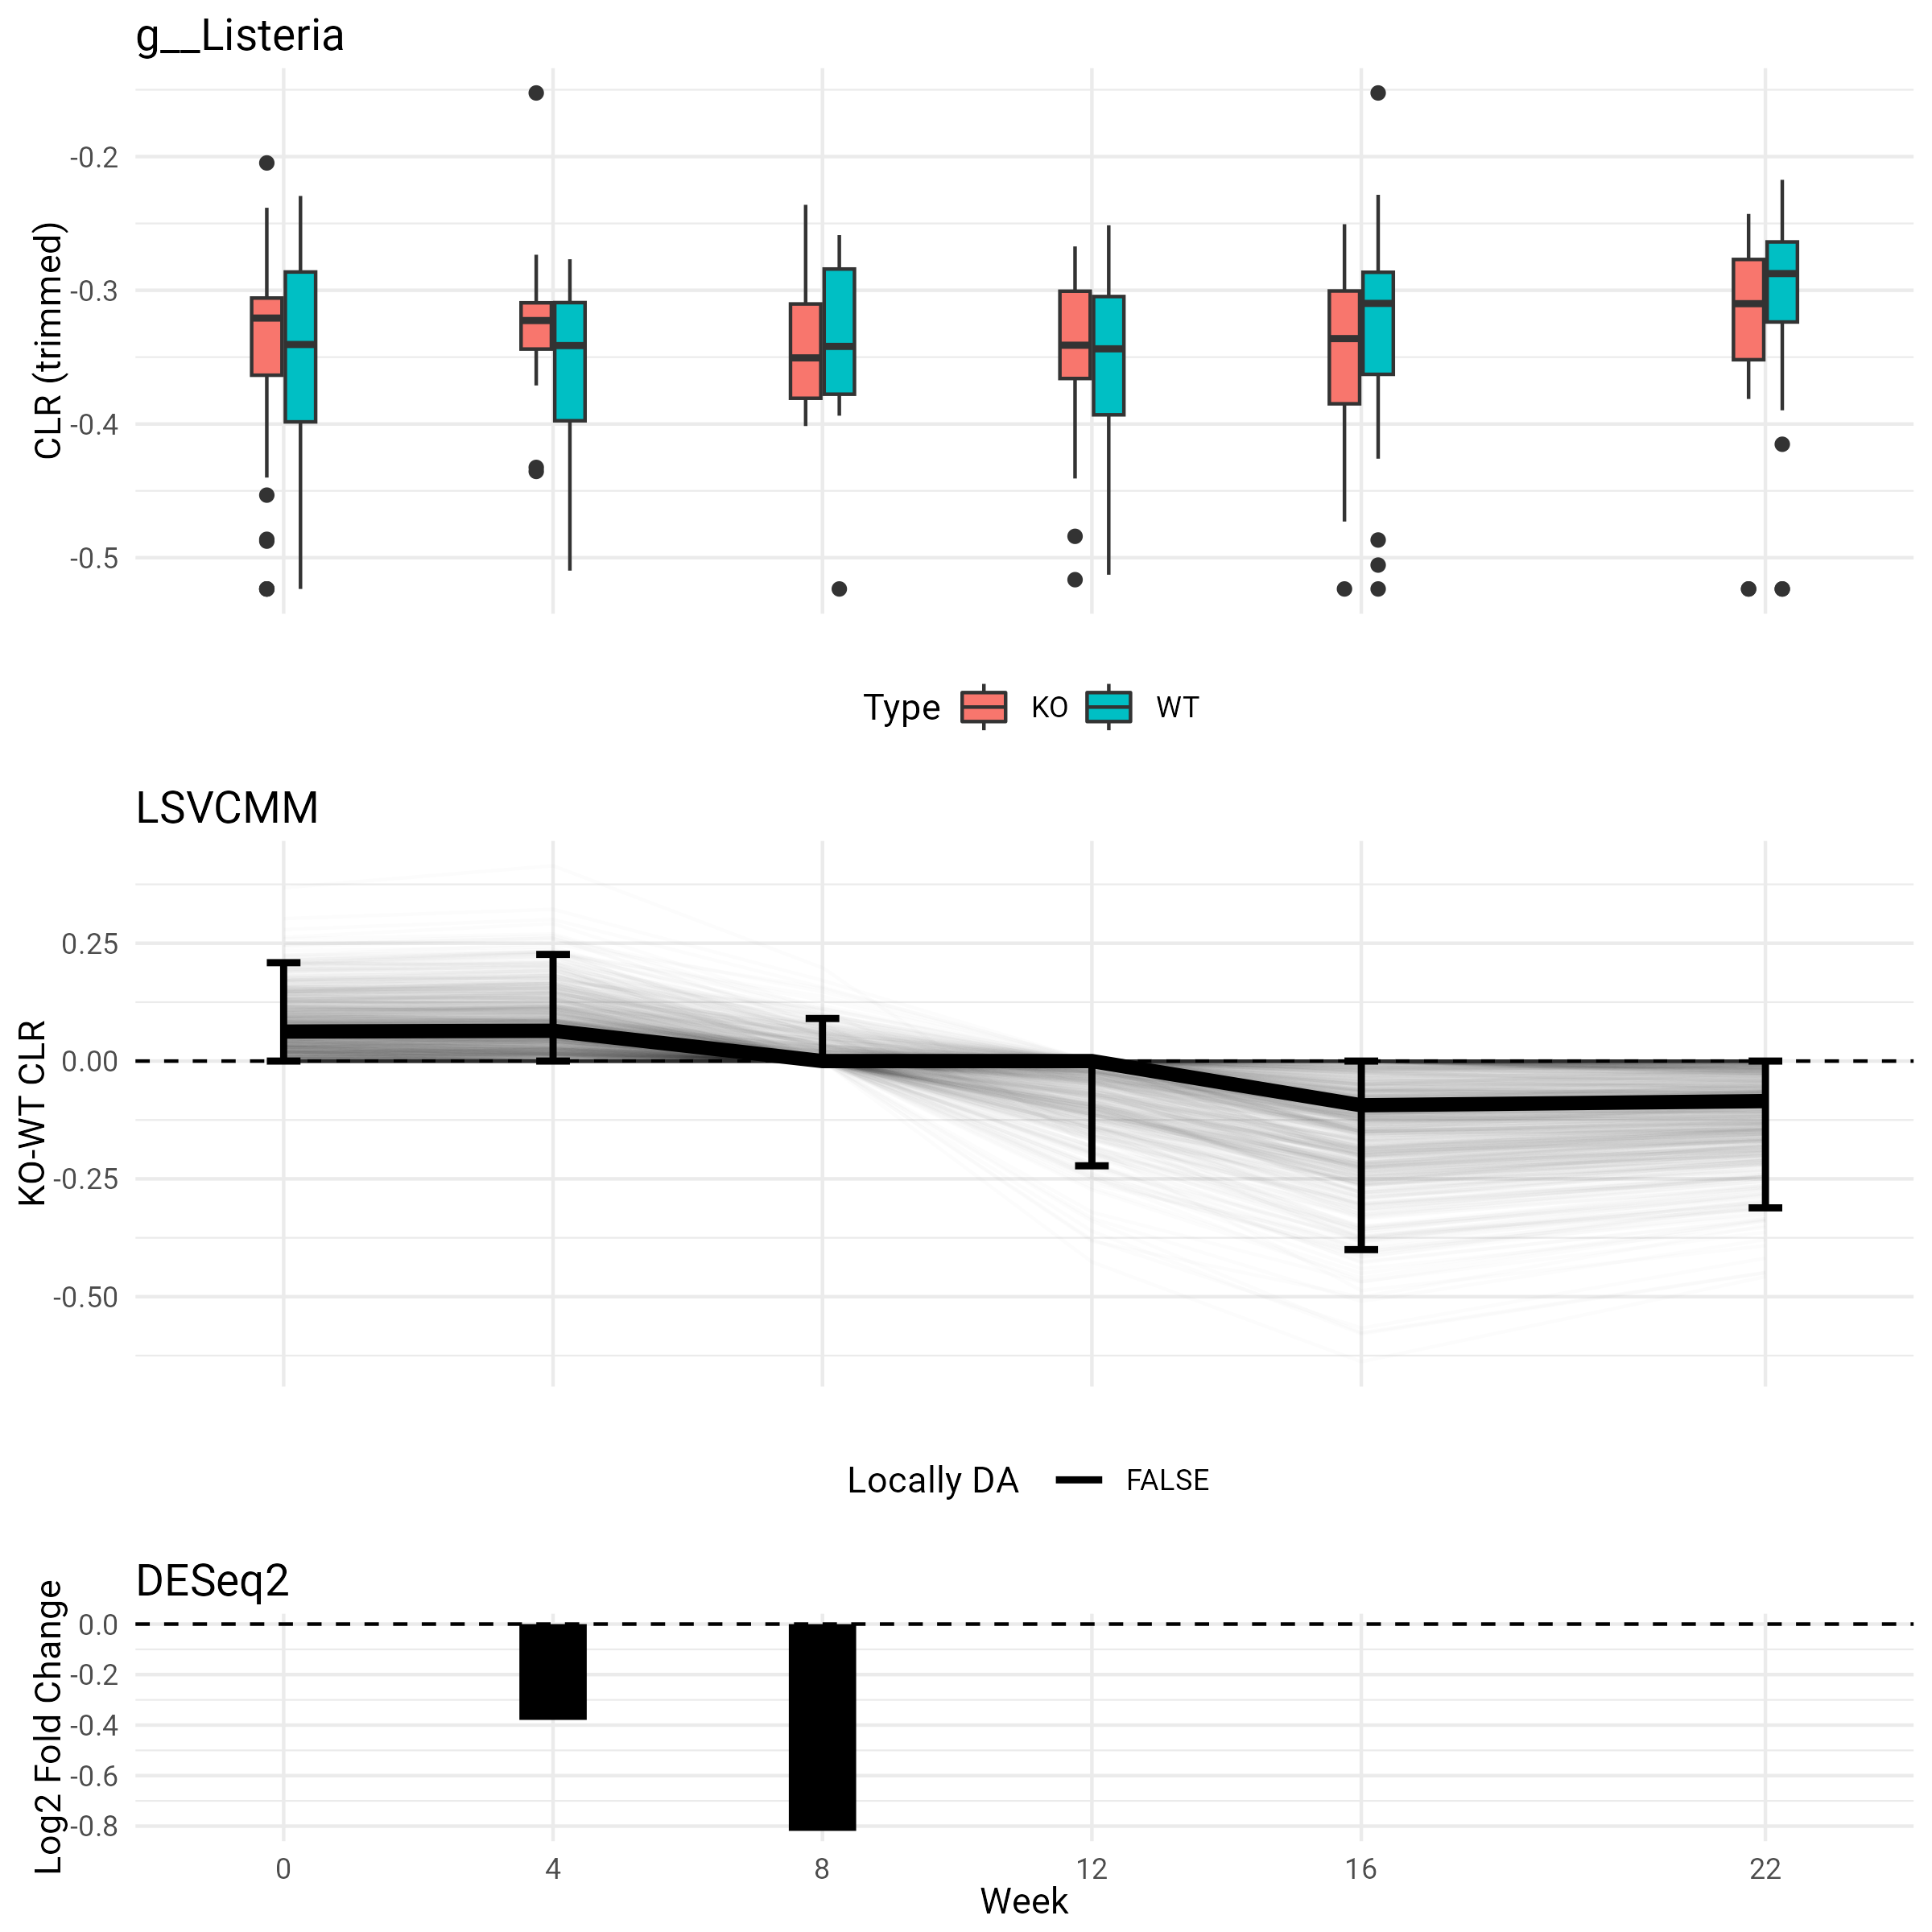 g__Listeria
CLR (trimmed)
-0.2
-0.3
-0.4
-0.5
Type KO WT
LSVCMM
KO-WT CLR
0.25
0.00
-0.25
-0.50
Locally DA FALSE
DESeq2
Log2 Fold Change
0.0
-0.2
-0.4
-0.6
-0.8
0 4 8 12 16 22
Week